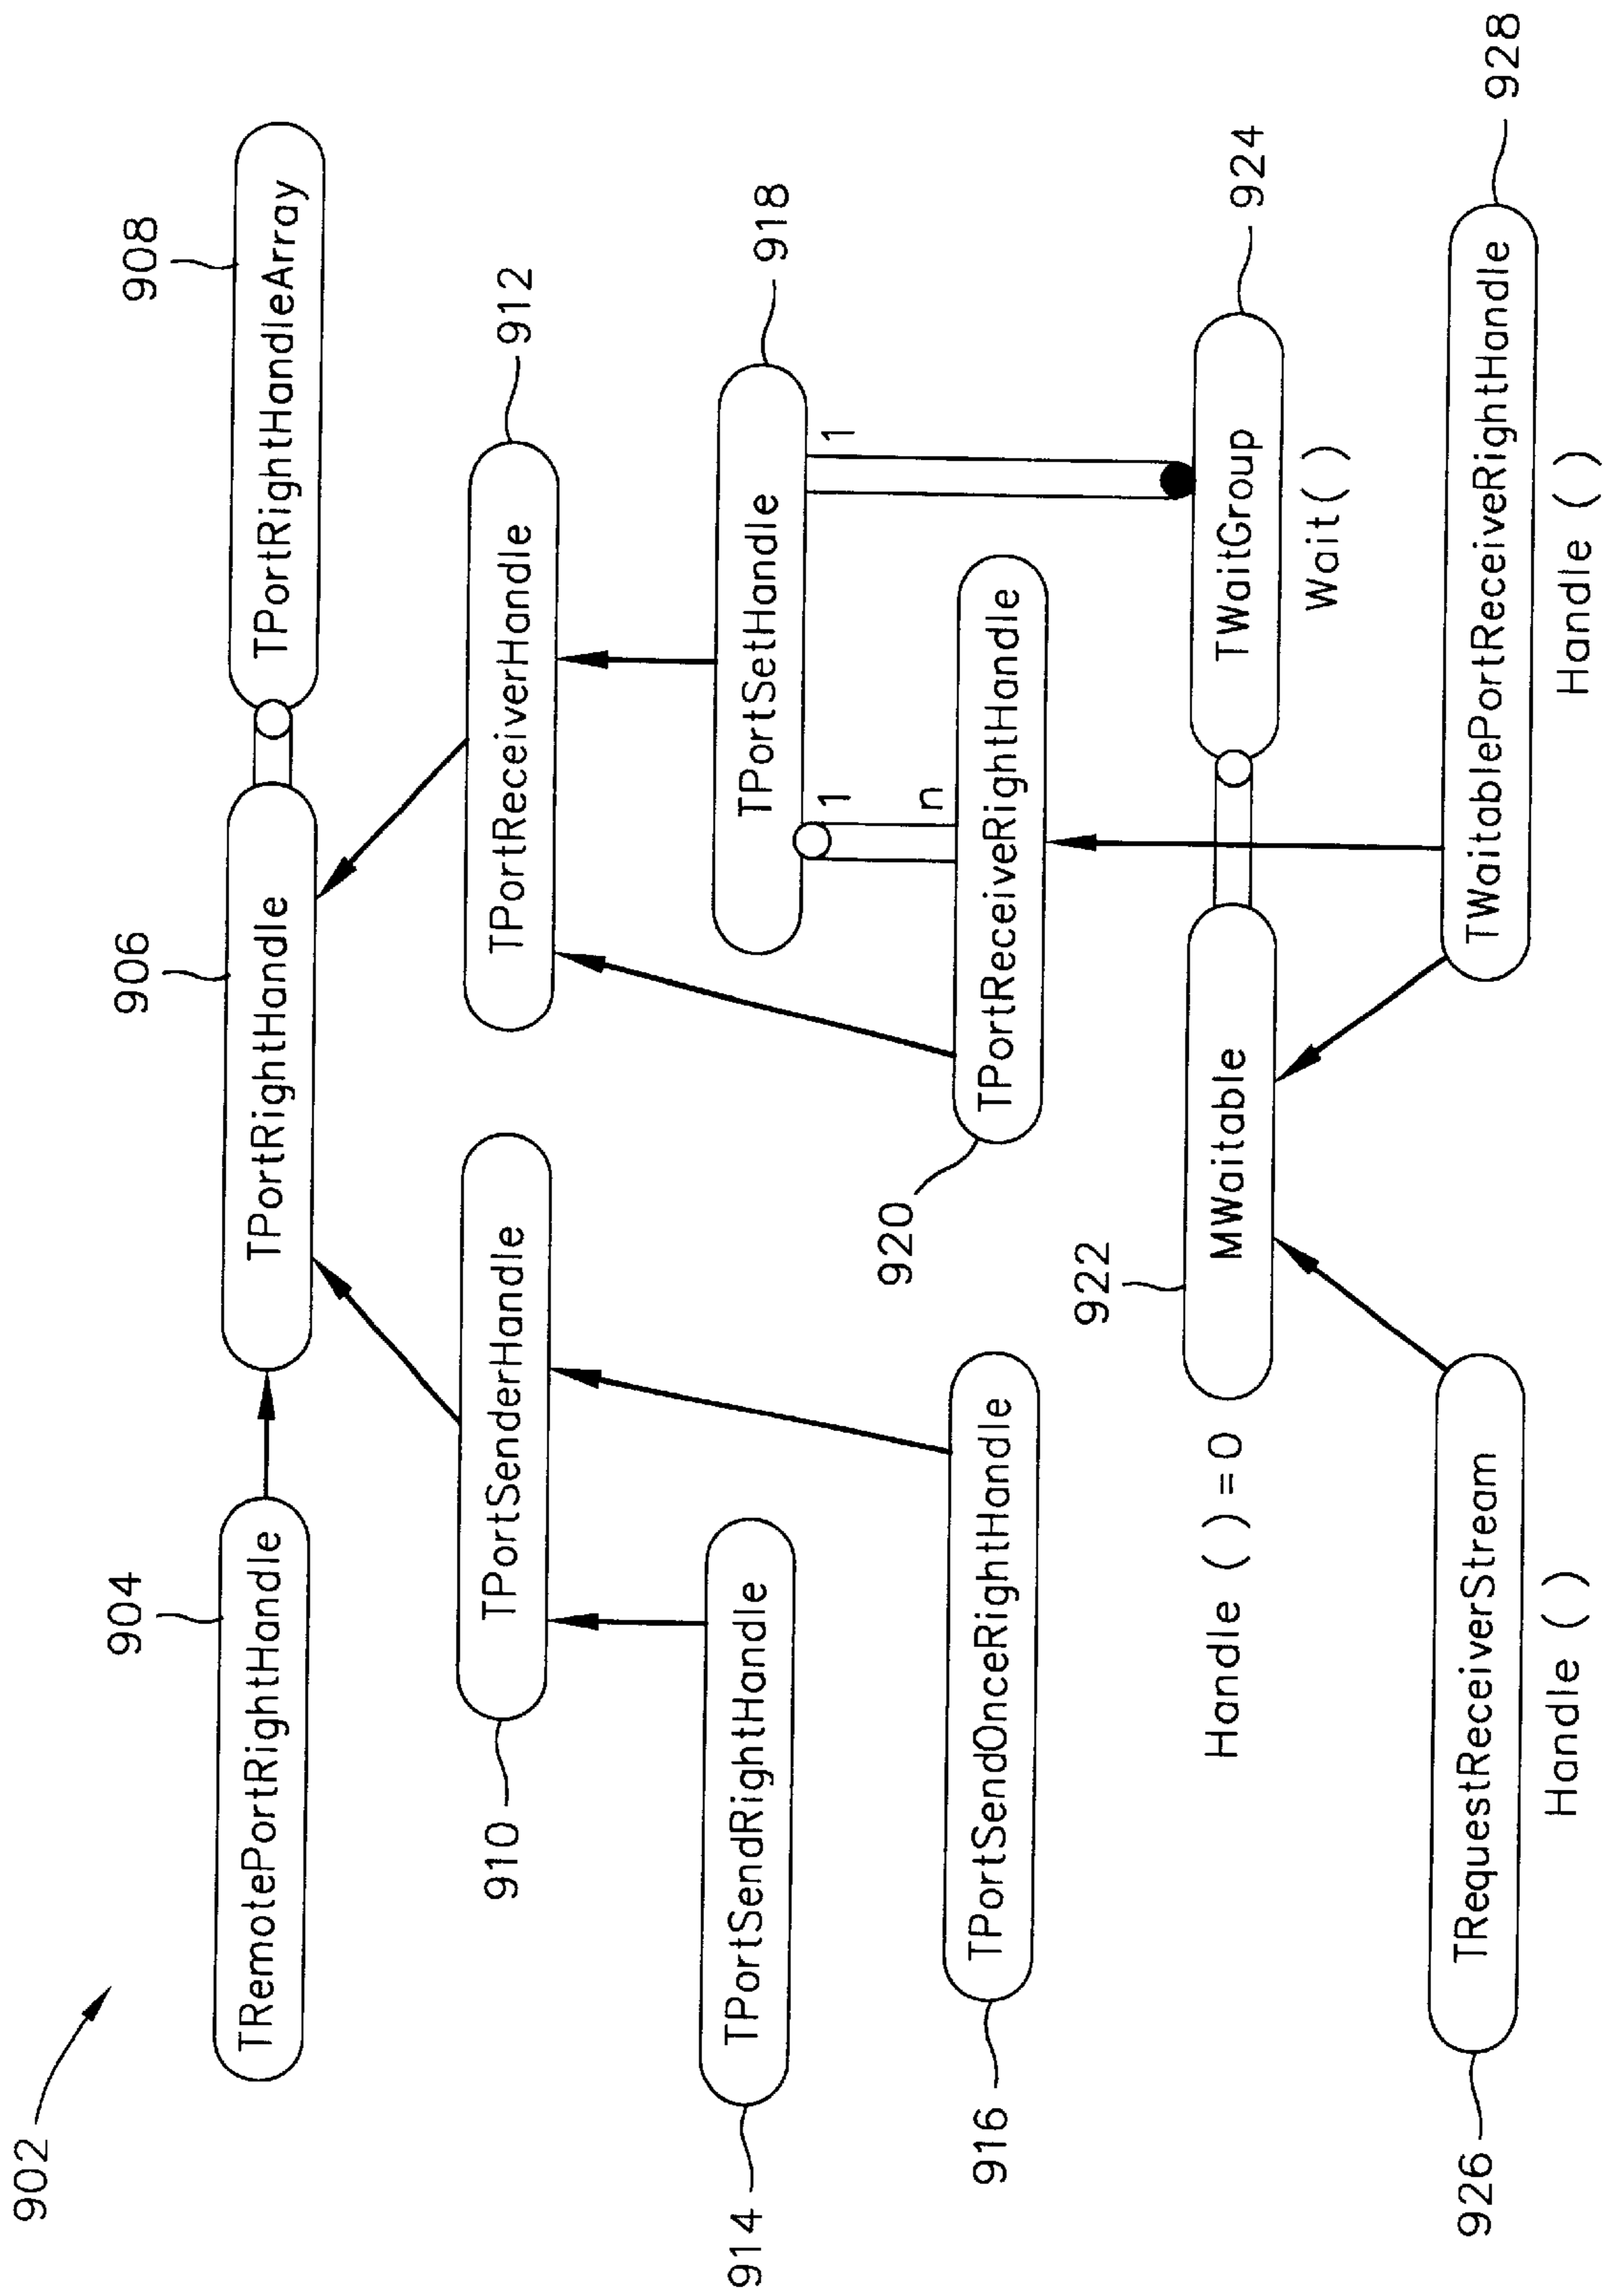 902
904
906
908
TRemotePortRightHandle
TPortRightHandle
TPortRightHandleArray
910
TPortSenderHandle
TPortReceiverHandle
912
914
TPortSendRightHandle
TPortSetHandle
918
1
1
n
916
TPortSendOnceRightHandle
920
TPortReceiveRightHandle
922
Handle ( ) = 0
MWaitable
TWaitGroup
924
Wait( )
926
TRequestReceiverStream
TWaitablePortReceiveRightHandle
928
Handle ( )
Handle ( )